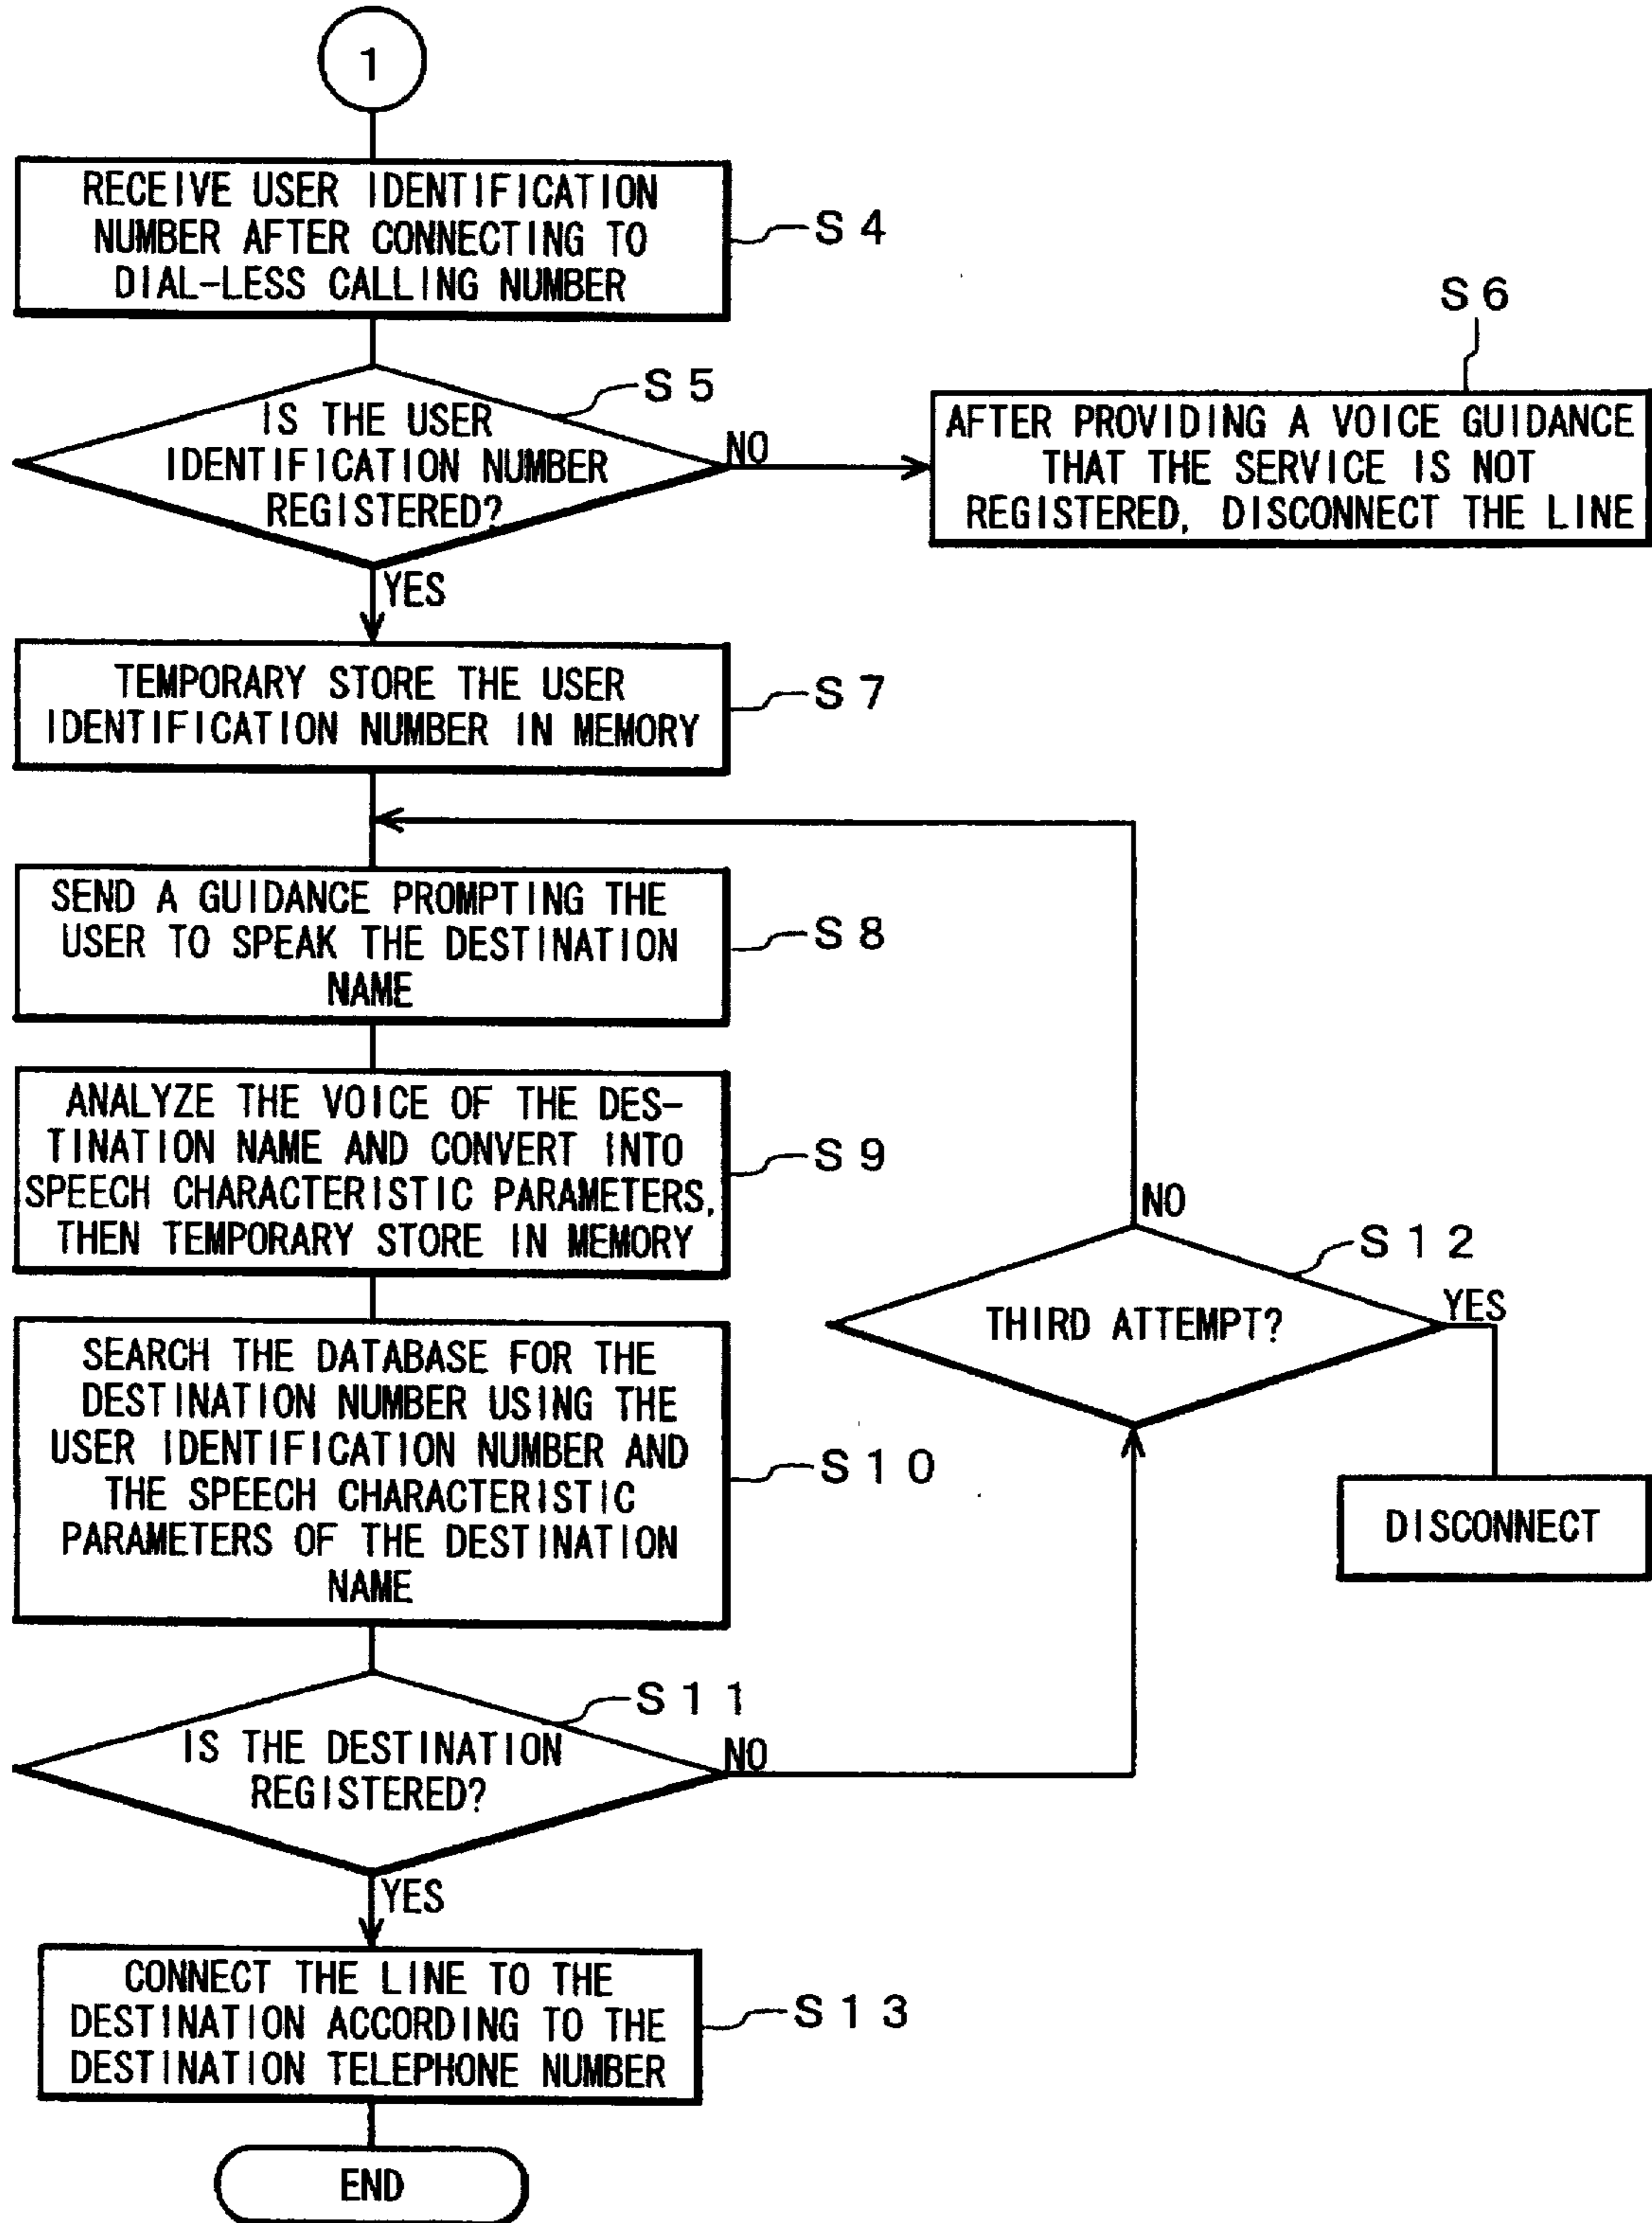 1
RECEIVE USER IDENTIFICATION
NUMBER AFTER CONNECTING TO
DIAL-LESS CALLING NUMBER
S4
IS THE USER
IDENTIFICATION NUMBER
REGISTERED?
S5
NO
S6
AFTER PROVIDING A VOICE GUIDANCE
THAT THE SERVICE IS NOT
REGISTERED, DISCONNECT THE LINE
YES
TEMPORARY STORE THE USER
IDENTIFICATION NUMBER IN MEMORY
S7
SEND A GUIDANCE PROMPTING THE
USER TO SPEAK THE DESTINATION
NAME
S8
ANALYZE THE VOICE OF THE DES-
TINATION NAME AND CONVERT INTO
SPEECH CHARACTERISTIC PARAMETERS,
THEN TEMPORARY STORE IN MEMORY
S9
SEARCH THE DATABASE FOR THE
DESTINATION NUMBER USING THE
USER IDENTIFICATION NUMBER AND
THE SPEECH CHARACTERISTIC
PARAMETERS OF THE DESTINATION
NAME
S10
IS THE DESTINATION
REGISTERED?
S11
NO
THIRD ATTEMPT?
S12
NO
YES
DISCONNECT
YES
CONNECT THE LINE TO THE
DESTINATION ACCORDING TO THE
DESTINATION TELEPHONE NUMBER
S13
END